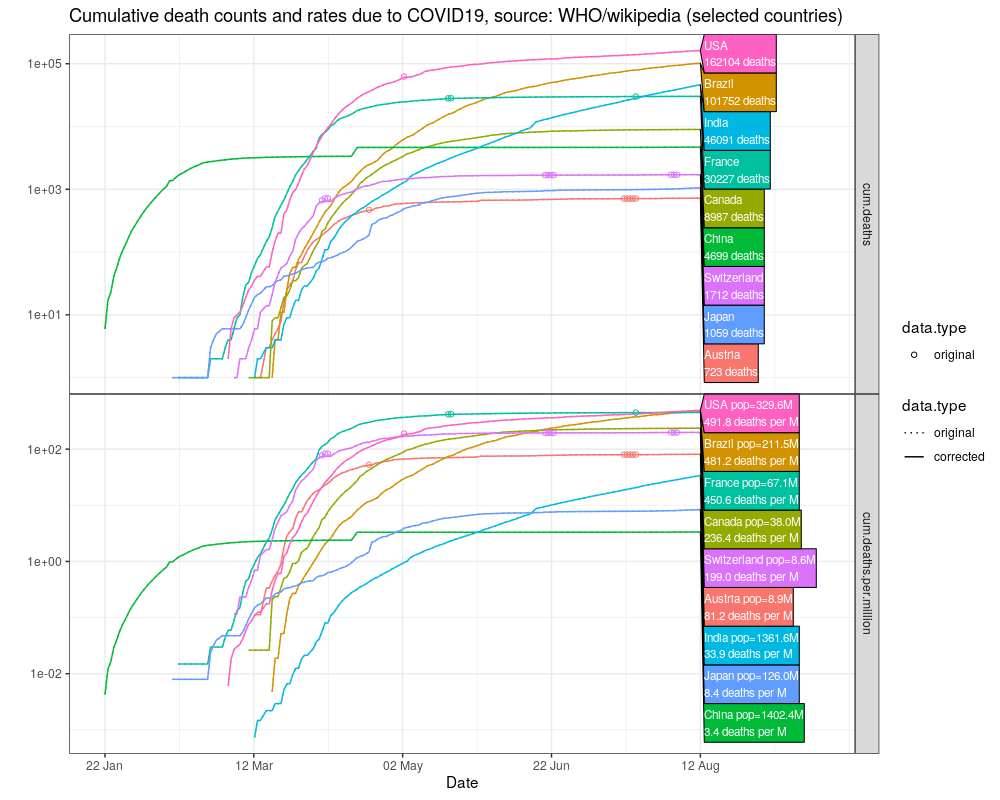 Cumulative death counts and rates due to COVID19, source: WHO/wikipedia (selected countries)
1e+05
1e+03
1e+01
USA
162104 deaths
Brazil
101752 deaths
India
46091 deaths
France
30227 deaths
Canada
8987 deaths
China
4699 deaths
Switzerland
1712 deaths
Japan
1059 deaths
Austria
723 deaths
cum.deaths
1e+02
1e+00
1e-02
USA pop=329.6M
491.8 deaths per M
Brazil pop=211.5M
481.2 deaths per M
France pop=67.1M
450.6 deaths per M
Canada pop=38.0M
236.4 deaths per M
Switzerland pop=8.6M
199.0 deaths per M
Austria pop=8.9M
81.2 deaths per M
India pop=1361.6M
33.9 deaths per M
Japan pop=126.0M
8.4 deaths per M
China pop=1402.4M
3.4 deaths per M
cum.deaths.per.million
22 Jan
12 Mar
02 May
22 Jun
12 Aug
Date
data.type
original
data.type
original
corrected